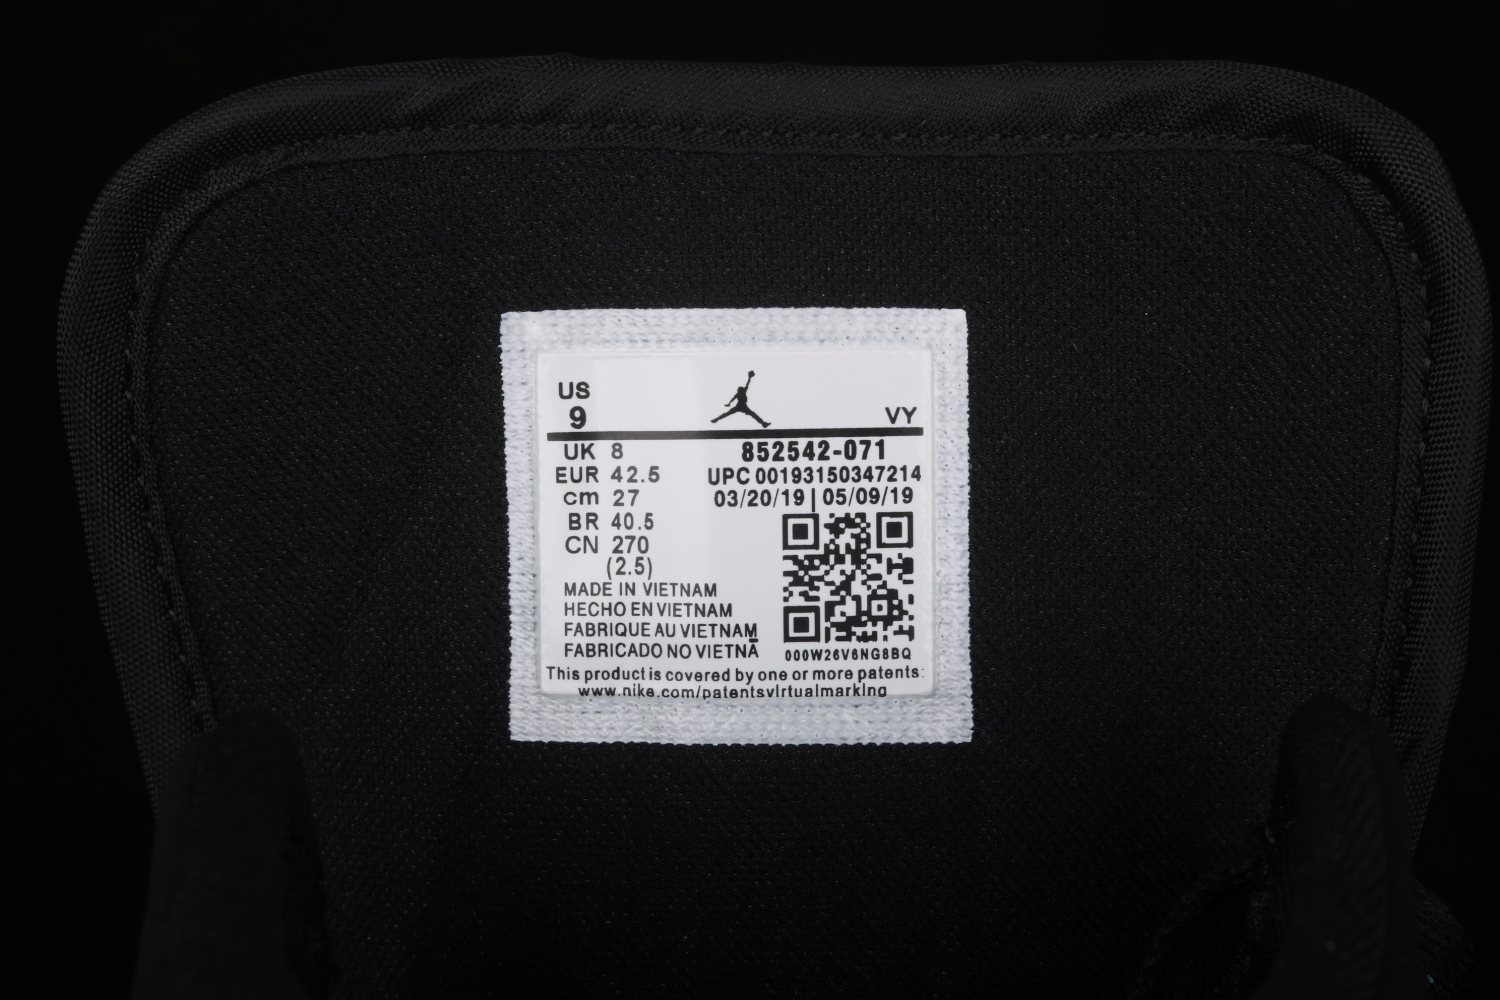 US
9
VY
UK 8
852542-071
EUR 42.5
UPC 00193150347214
cm 27
03/20/19 | 05/09/19
BR 40.5
CN 270
(2.5)
MADE IN VIETNAM
HECHO EN VIETNAM
FABRIQUE AU VIETNAM
FABRICADO NO VIETNÃ
000W26V6NG8BQ
This product is covered by one or more patents:
www.nike.com/patentsvirtualmarking